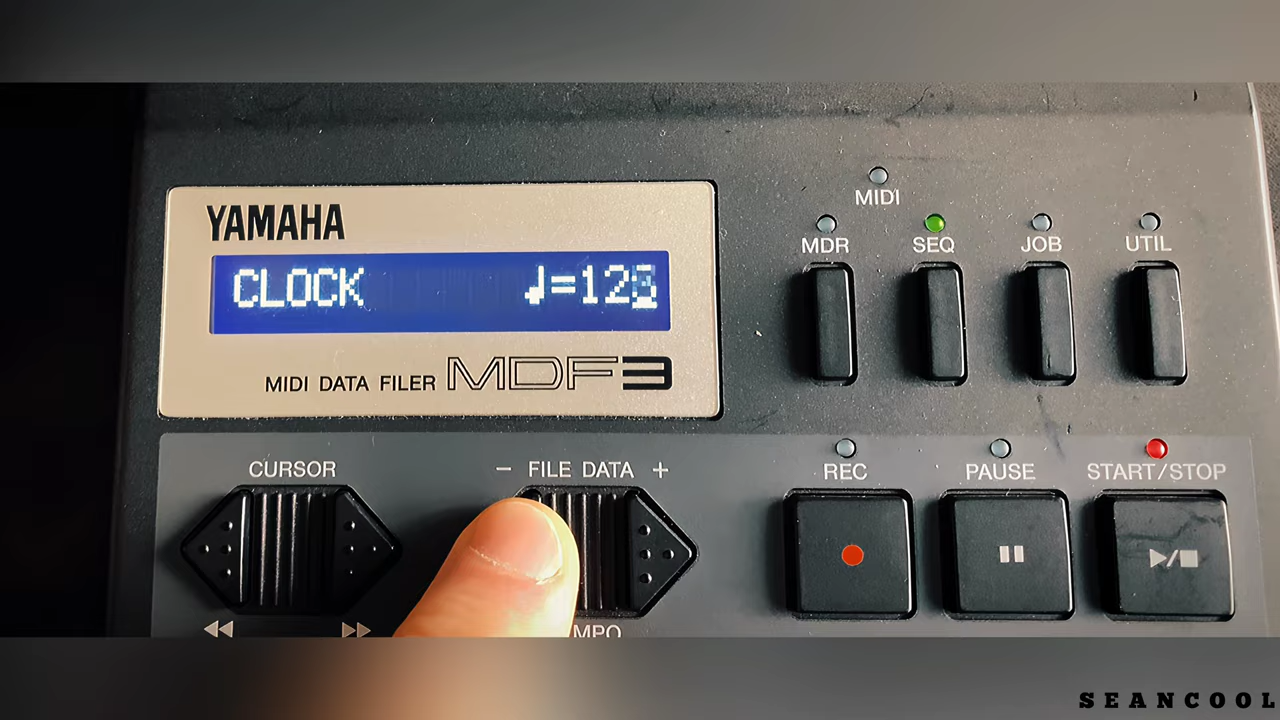 MIDI
YAMAHA
MDR SEQ JOB UTIL
CLOCK
MIDI DATA FILER MDF3
CURSOR
− FILE DATA +
REC PAUSE START/STOP
SEANCOOL